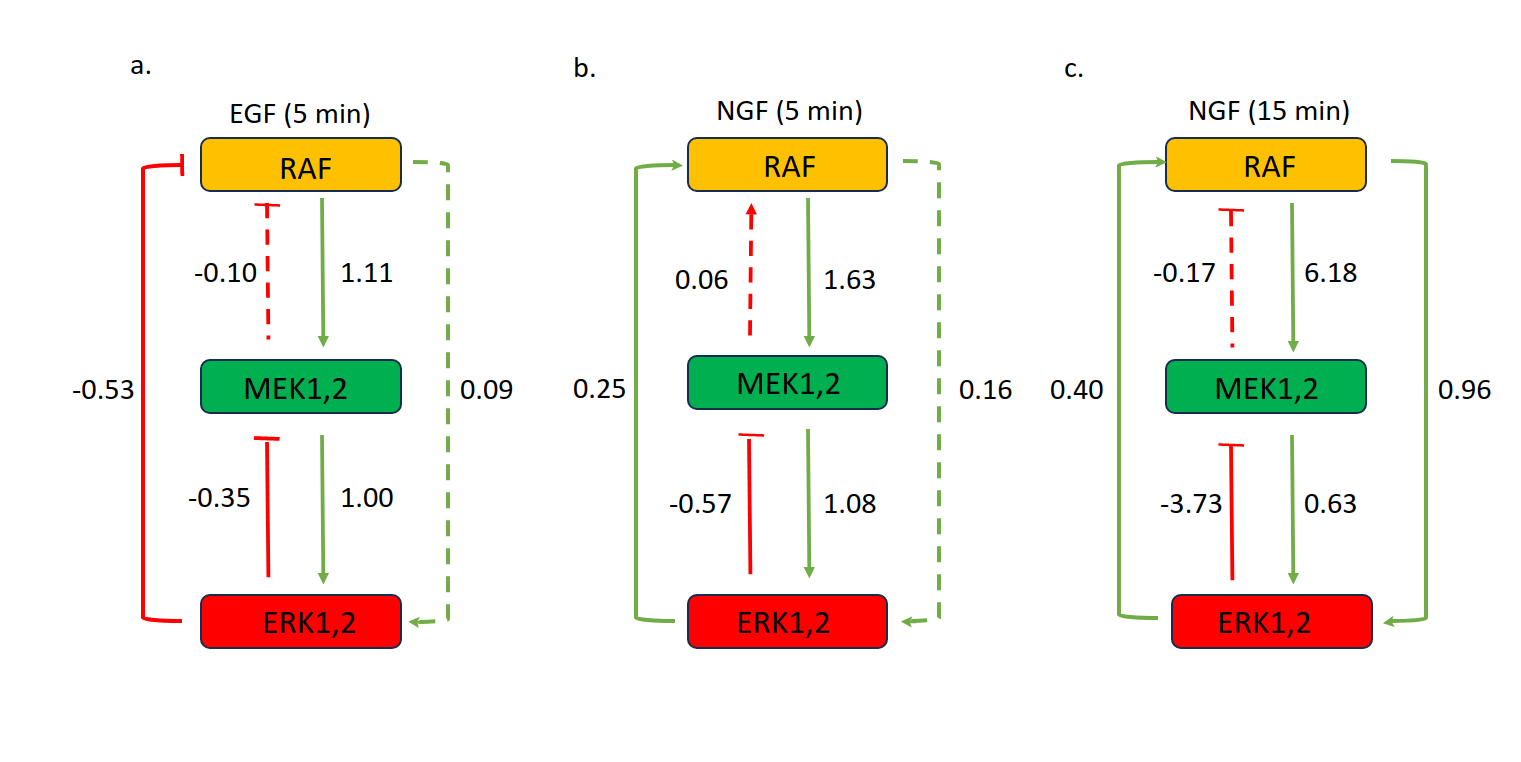 a.
EGF (5 min)
RAF
-0.10
1.11
MEK1,2
-0.53
0.09
-0.35
1.00
ERK1,2
b.
NGF (5 min)
RAF
0.06
1.63
MEK1,2
0.25
0.16
-0.57
1.08
ERK1,2
c.
NGF (15 min)
RAF
-0.17
6.18
MEK1,2
0.40
0.96
-3.73
0.63
ERK1,2